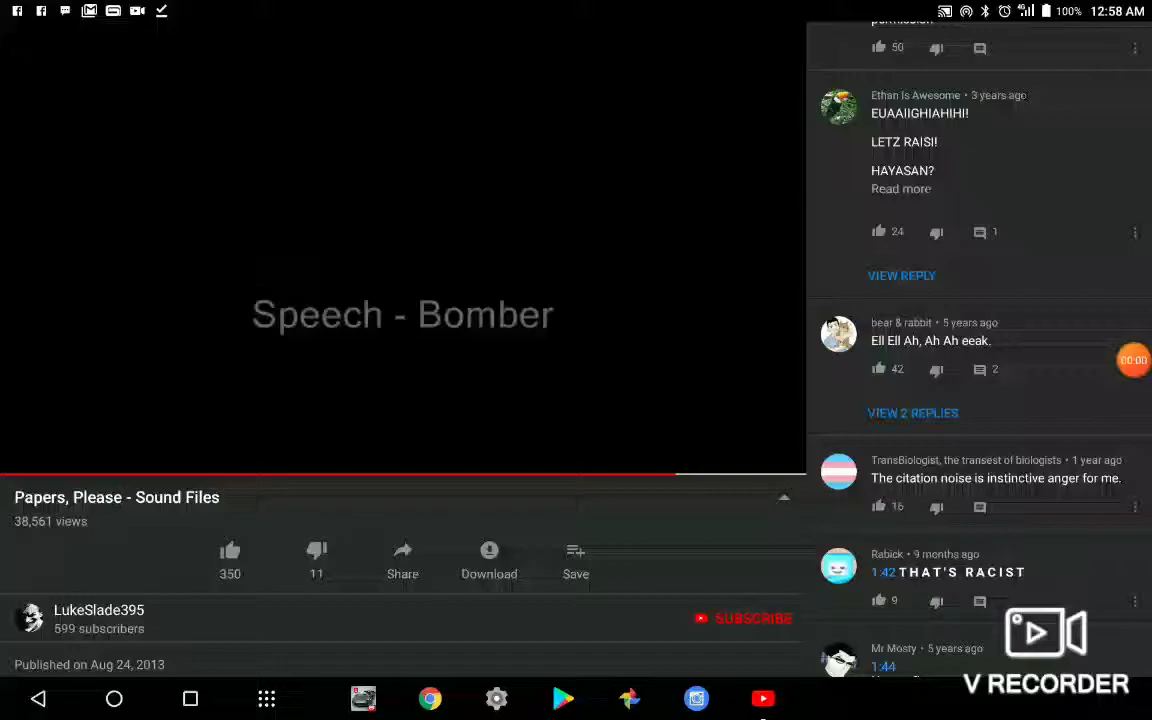 100% 12:58 AM
50
Ethan Is Awesome • 3 years ago
EUAAIIGHIAHIHI!
LETZ RAISI!
HAYASAN?
Read more
24 1
VIEW REPLY
bear & rabbit • 5 years ago
Ell Ell Ah, Ah Ah eeak.
42 2
VIEW 2 REPLIES
TransBiologist, the transest of biologists • 1 year ago
The citation noise is instinctive anger for me.
16
Rabick • 9 months ago
1:42 THAT'S RACIST
9
Mr Mosty • 5 years ago
1:44
00:00
V RECORDER
Speech - Bomber
Papers, Please - Sound Files
38,561 views
350 11 Share Download Save
LukeSlade395
599 subscribers
SUBSCRIBE
Published on Aug 24, 2013